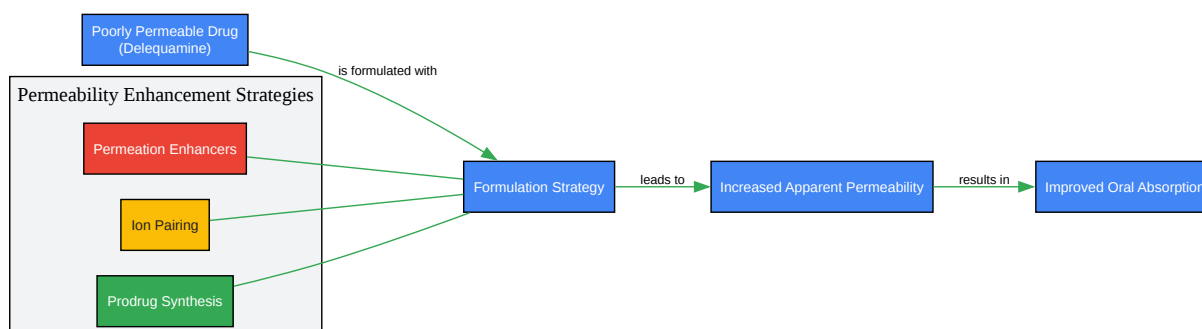 Poorly Permeable Drug
(Delequamine)
is formulated with
Permeability Enhancement Strategies
Permeation Enhancers
Ion Pairing
Prodrug Synthesis
Formulation Strategy
leads to
Increased Apparent Permeability
results in
Improved Oral Absorption